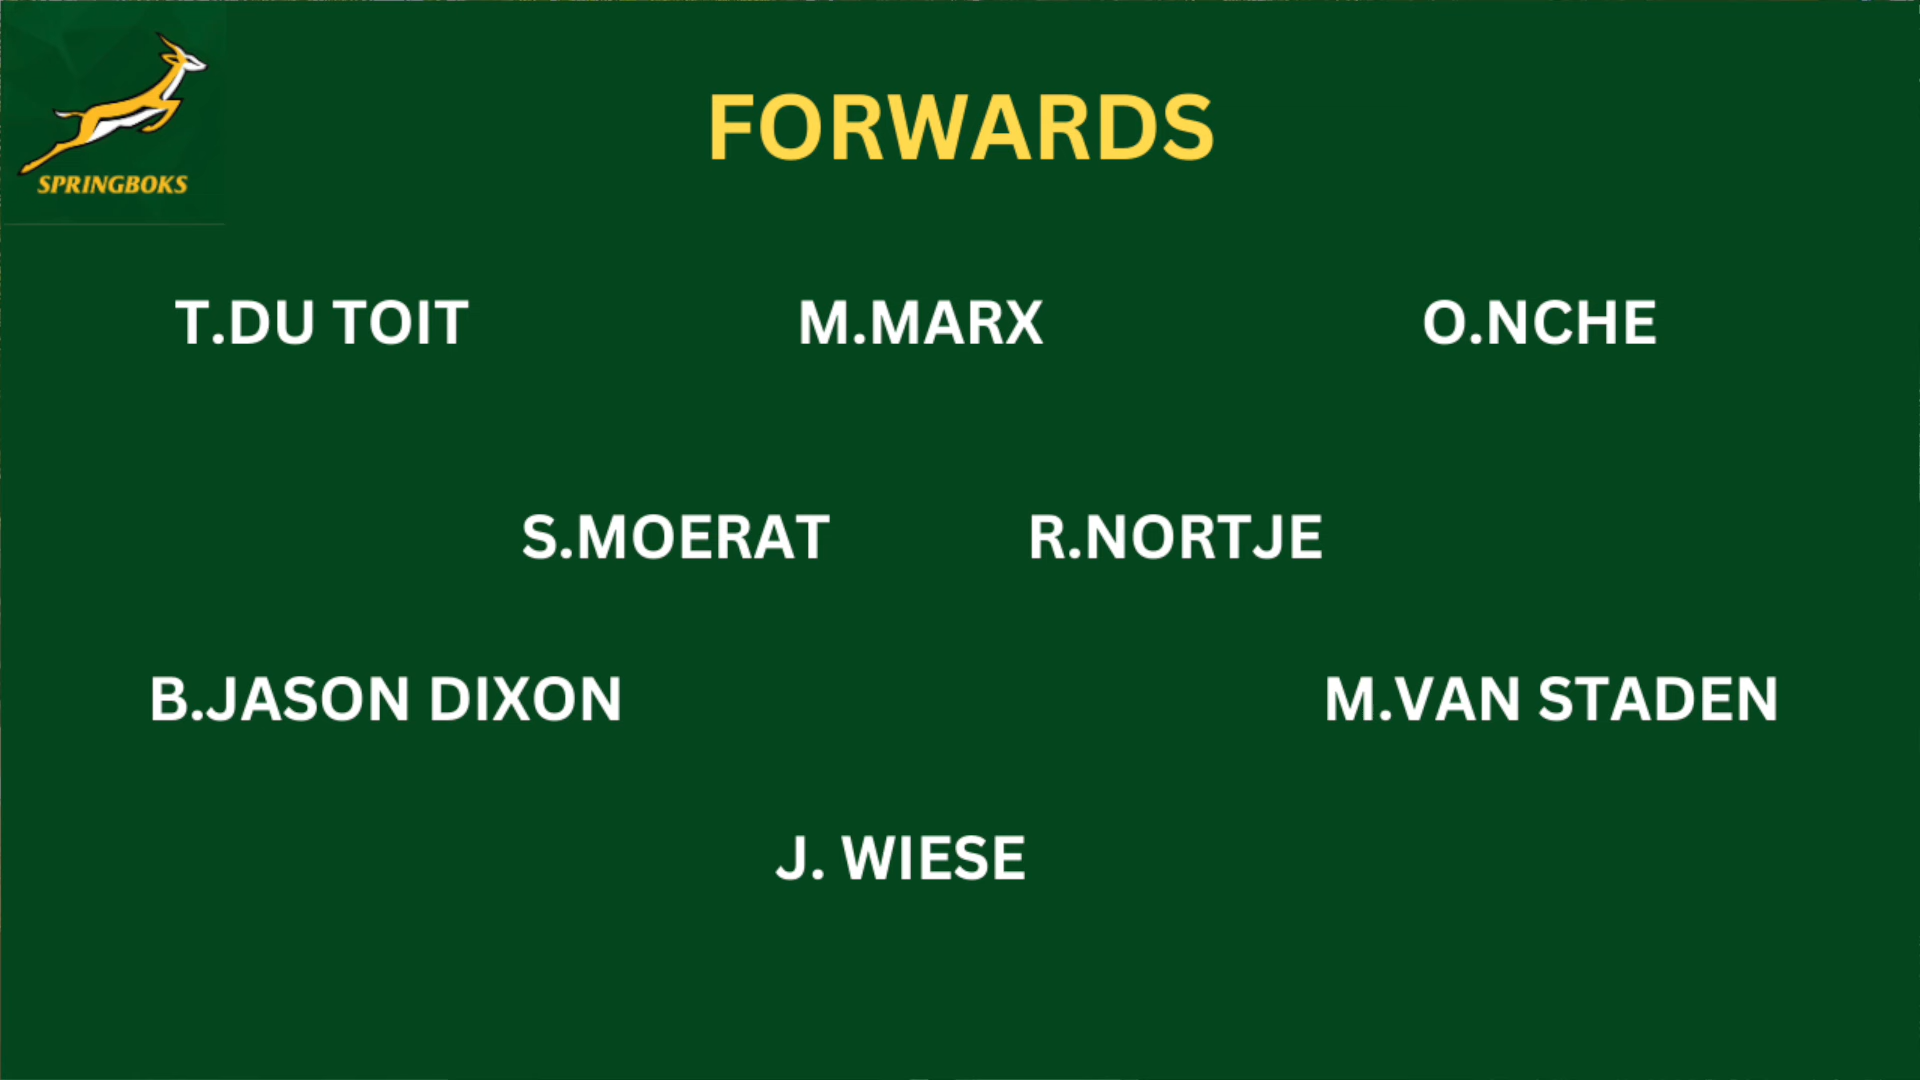 SPRINGBOKS
FORWARDS
T.DU TOIT
M.MARX
O.NCHE
S.MOERAT
R.NORTJE
B.JASON DIXON
M.VAN STADEN
J. WIESE